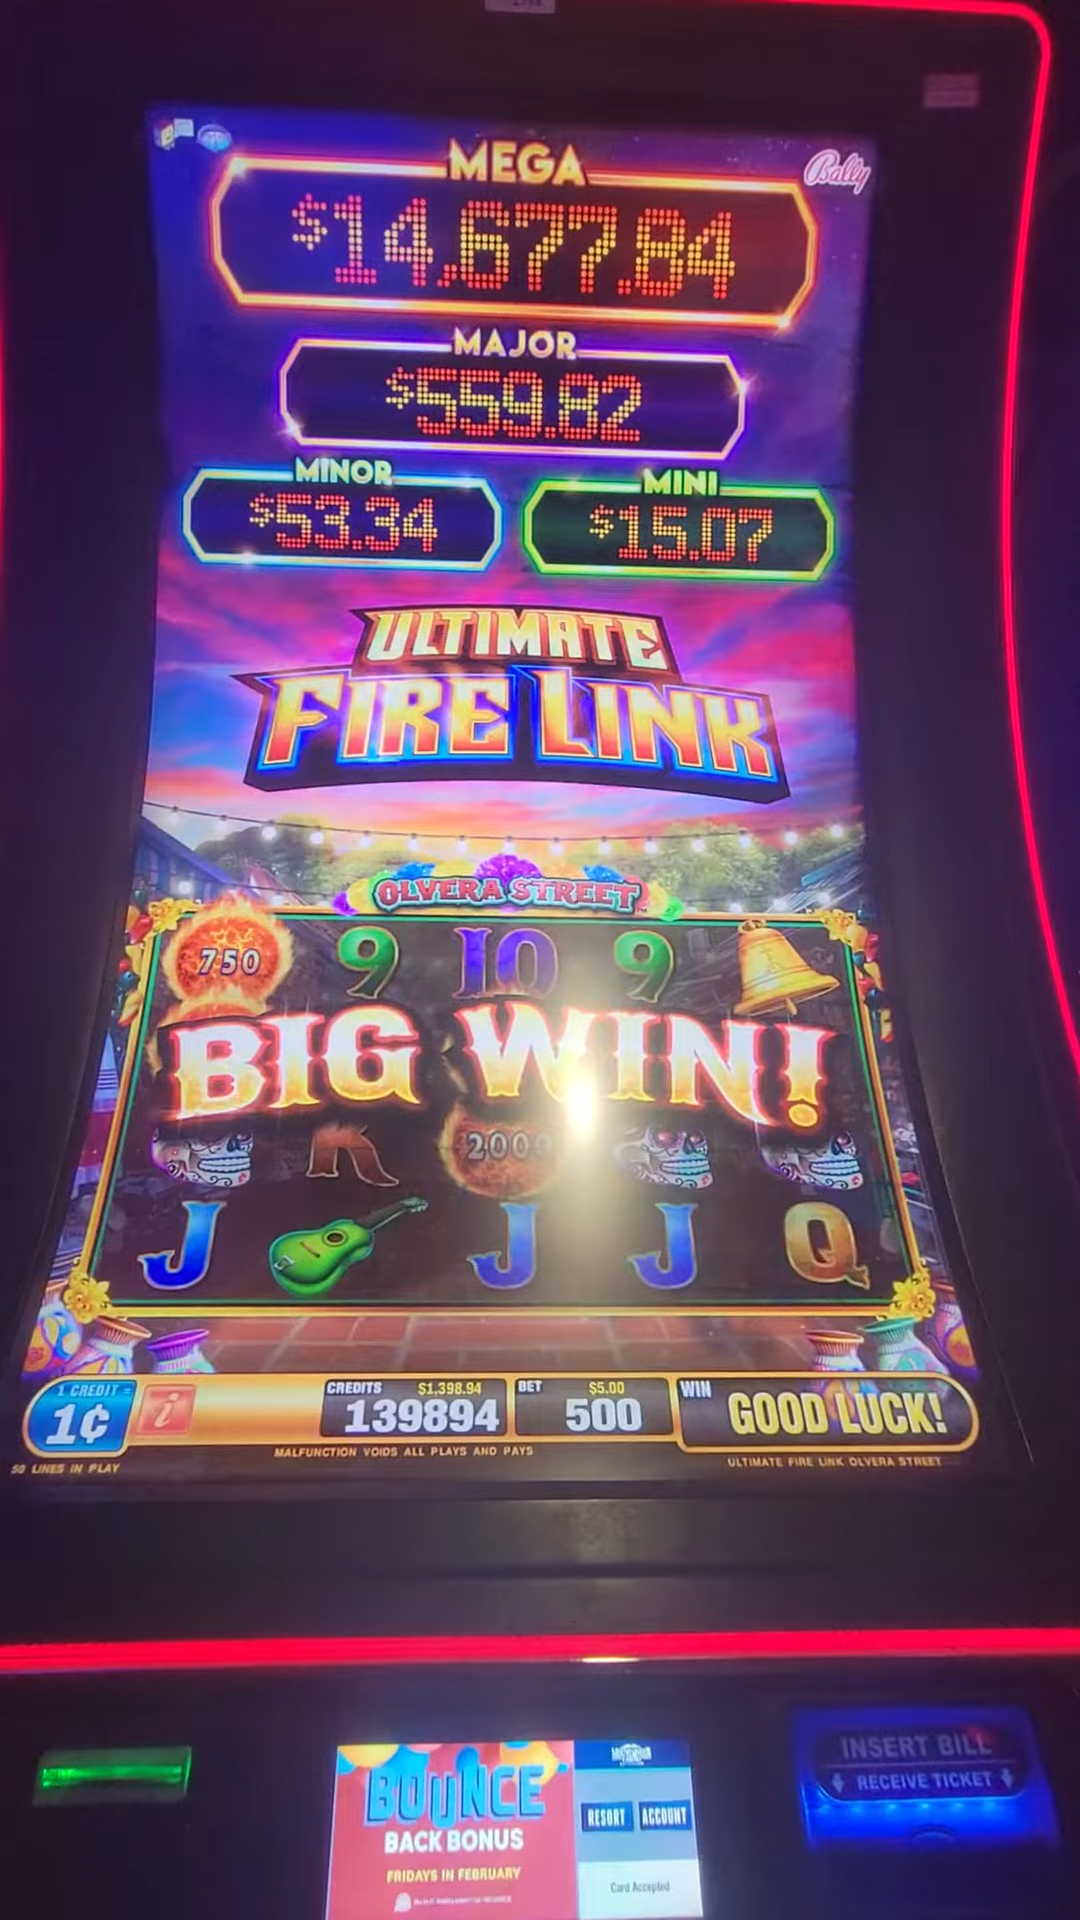 MEGA
Bally
$14,677.84
MAJOR
$559.82
MINOR
MINI
$53.34
$15.07
ULTIMATE
FIRE LINK
OLVERA STREET
750
9
10
9
BIG WIN!
K
2000
J
J
J
Q
1 CREDIT =
1¢
i
CREDITS
$1,398.94
139894
BET
$5.00
500
WIN
GOOD LUCK!
MALFUNCTION VOIDS ALL PLAYS AND PAYS
50 LINES IN PLAY
ULTIMATE FIRE LINK OLVERA STREET
INSERT BILL
RECEIVE TICKET
BOUNCE
BACK BONUS
FRIDAYS IN FEBRUARY
RESORT
ACCOUNT
Card Accepted